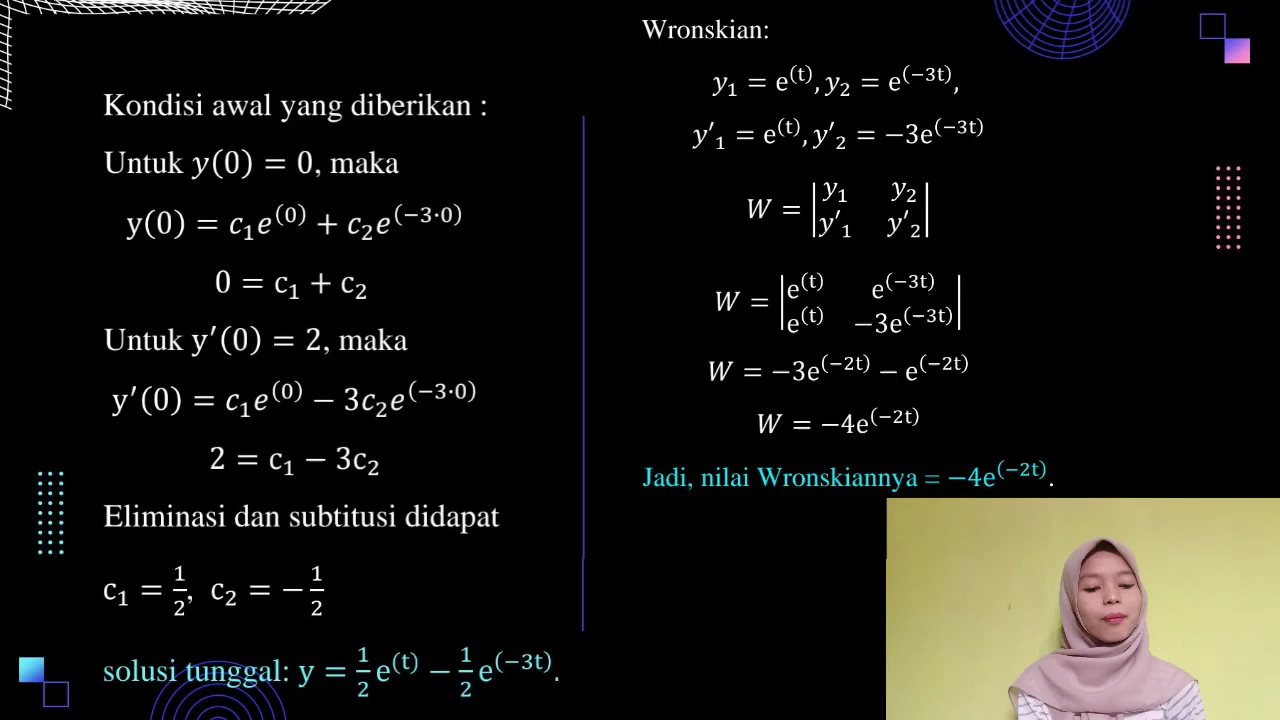 Kondisi awal yang diberikan :
Untuk y(0) = 0, maka
y(0) = c₁e⁽⁰⁾ + c₂e⁽⁻³·⁰⁾
0 = c₁ + c₂
Untuk y′(0) = 2, maka
y′(0) = c₁e⁽⁰⁾ − 3c₂e⁽⁻³·⁰⁾
2 = c₁ − 3c₂
Eliminasi dan subtitusi didapat
c₁ = 1/2, c₂ = −1/2
solusi tunggal: y = 1/2 e⁽ᵗ⁾ − 1/2 e⁽⁻³ᵗ⁾.
Wronskian:
y₁ = e⁽ᵗ⁾, y₂ = e⁽⁻³ᵗ⁾,
y′₁ = e⁽ᵗ⁾, y′₂ = −3e⁽⁻³ᵗ⁾
W = |y₁ y₂|
|y′₁ y′₂|
W = |e⁽ᵗ⁾ e⁽⁻³ᵗ⁾|
|e⁽ᵗ⁾ −3e⁽⁻³ᵗ⁾|
W = −3e⁽⁻²ᵗ⁾ − e⁽⁻²ᵗ⁾
W = −4e⁽⁻²ᵗ⁾
Jadi, nilai Wronskiannya = −4e⁽⁻²ᵗ⁾.